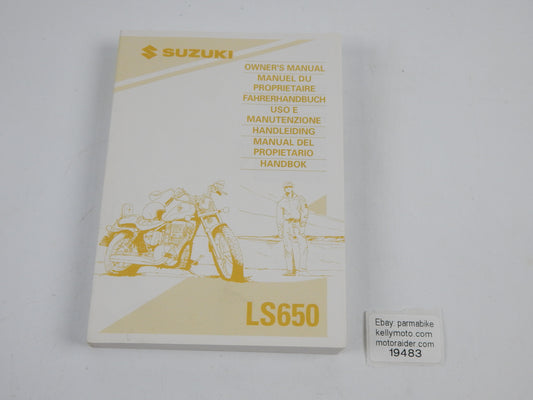 SUZUKI
OWNER'S MANUAL
MANUEL DU
PROPRIETAIRE
FAHRERHANDBUCH
USO E
MANUTENZIONE
HANDLEIDING
MANUAL DEL
PROPIETARIO
HANDBOK
LS650
Ebay: parmabike
kellymoto.com
motoraider.com
19483